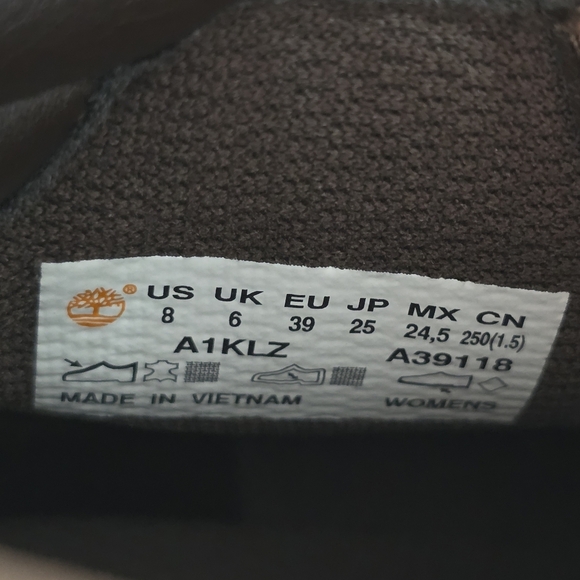 ® US UK EU JP MX CN
8 6 39 25 24,5 250(1.5)
A1KLZ A39118
MADE IN VIETNAM WOMENS